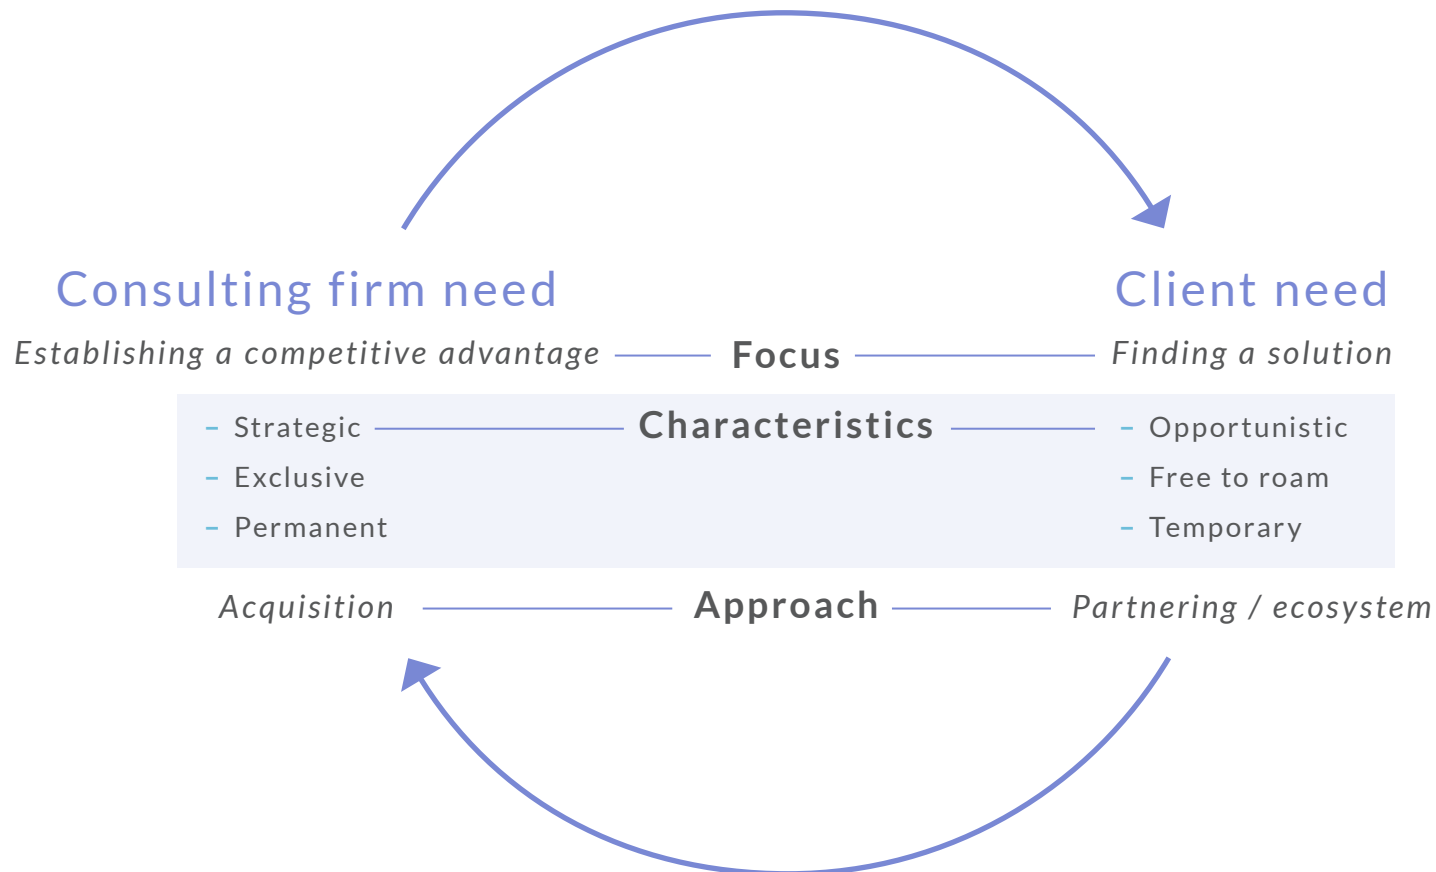 Consulting firm need Client need
Establishing a competitive advantage Focus Finding a solution
– Strategic Characteristics – Opportunistic
– Exclusive – Free to roam
– Permanent – Temporary
Acquisition Approach Partnering / ecosystem